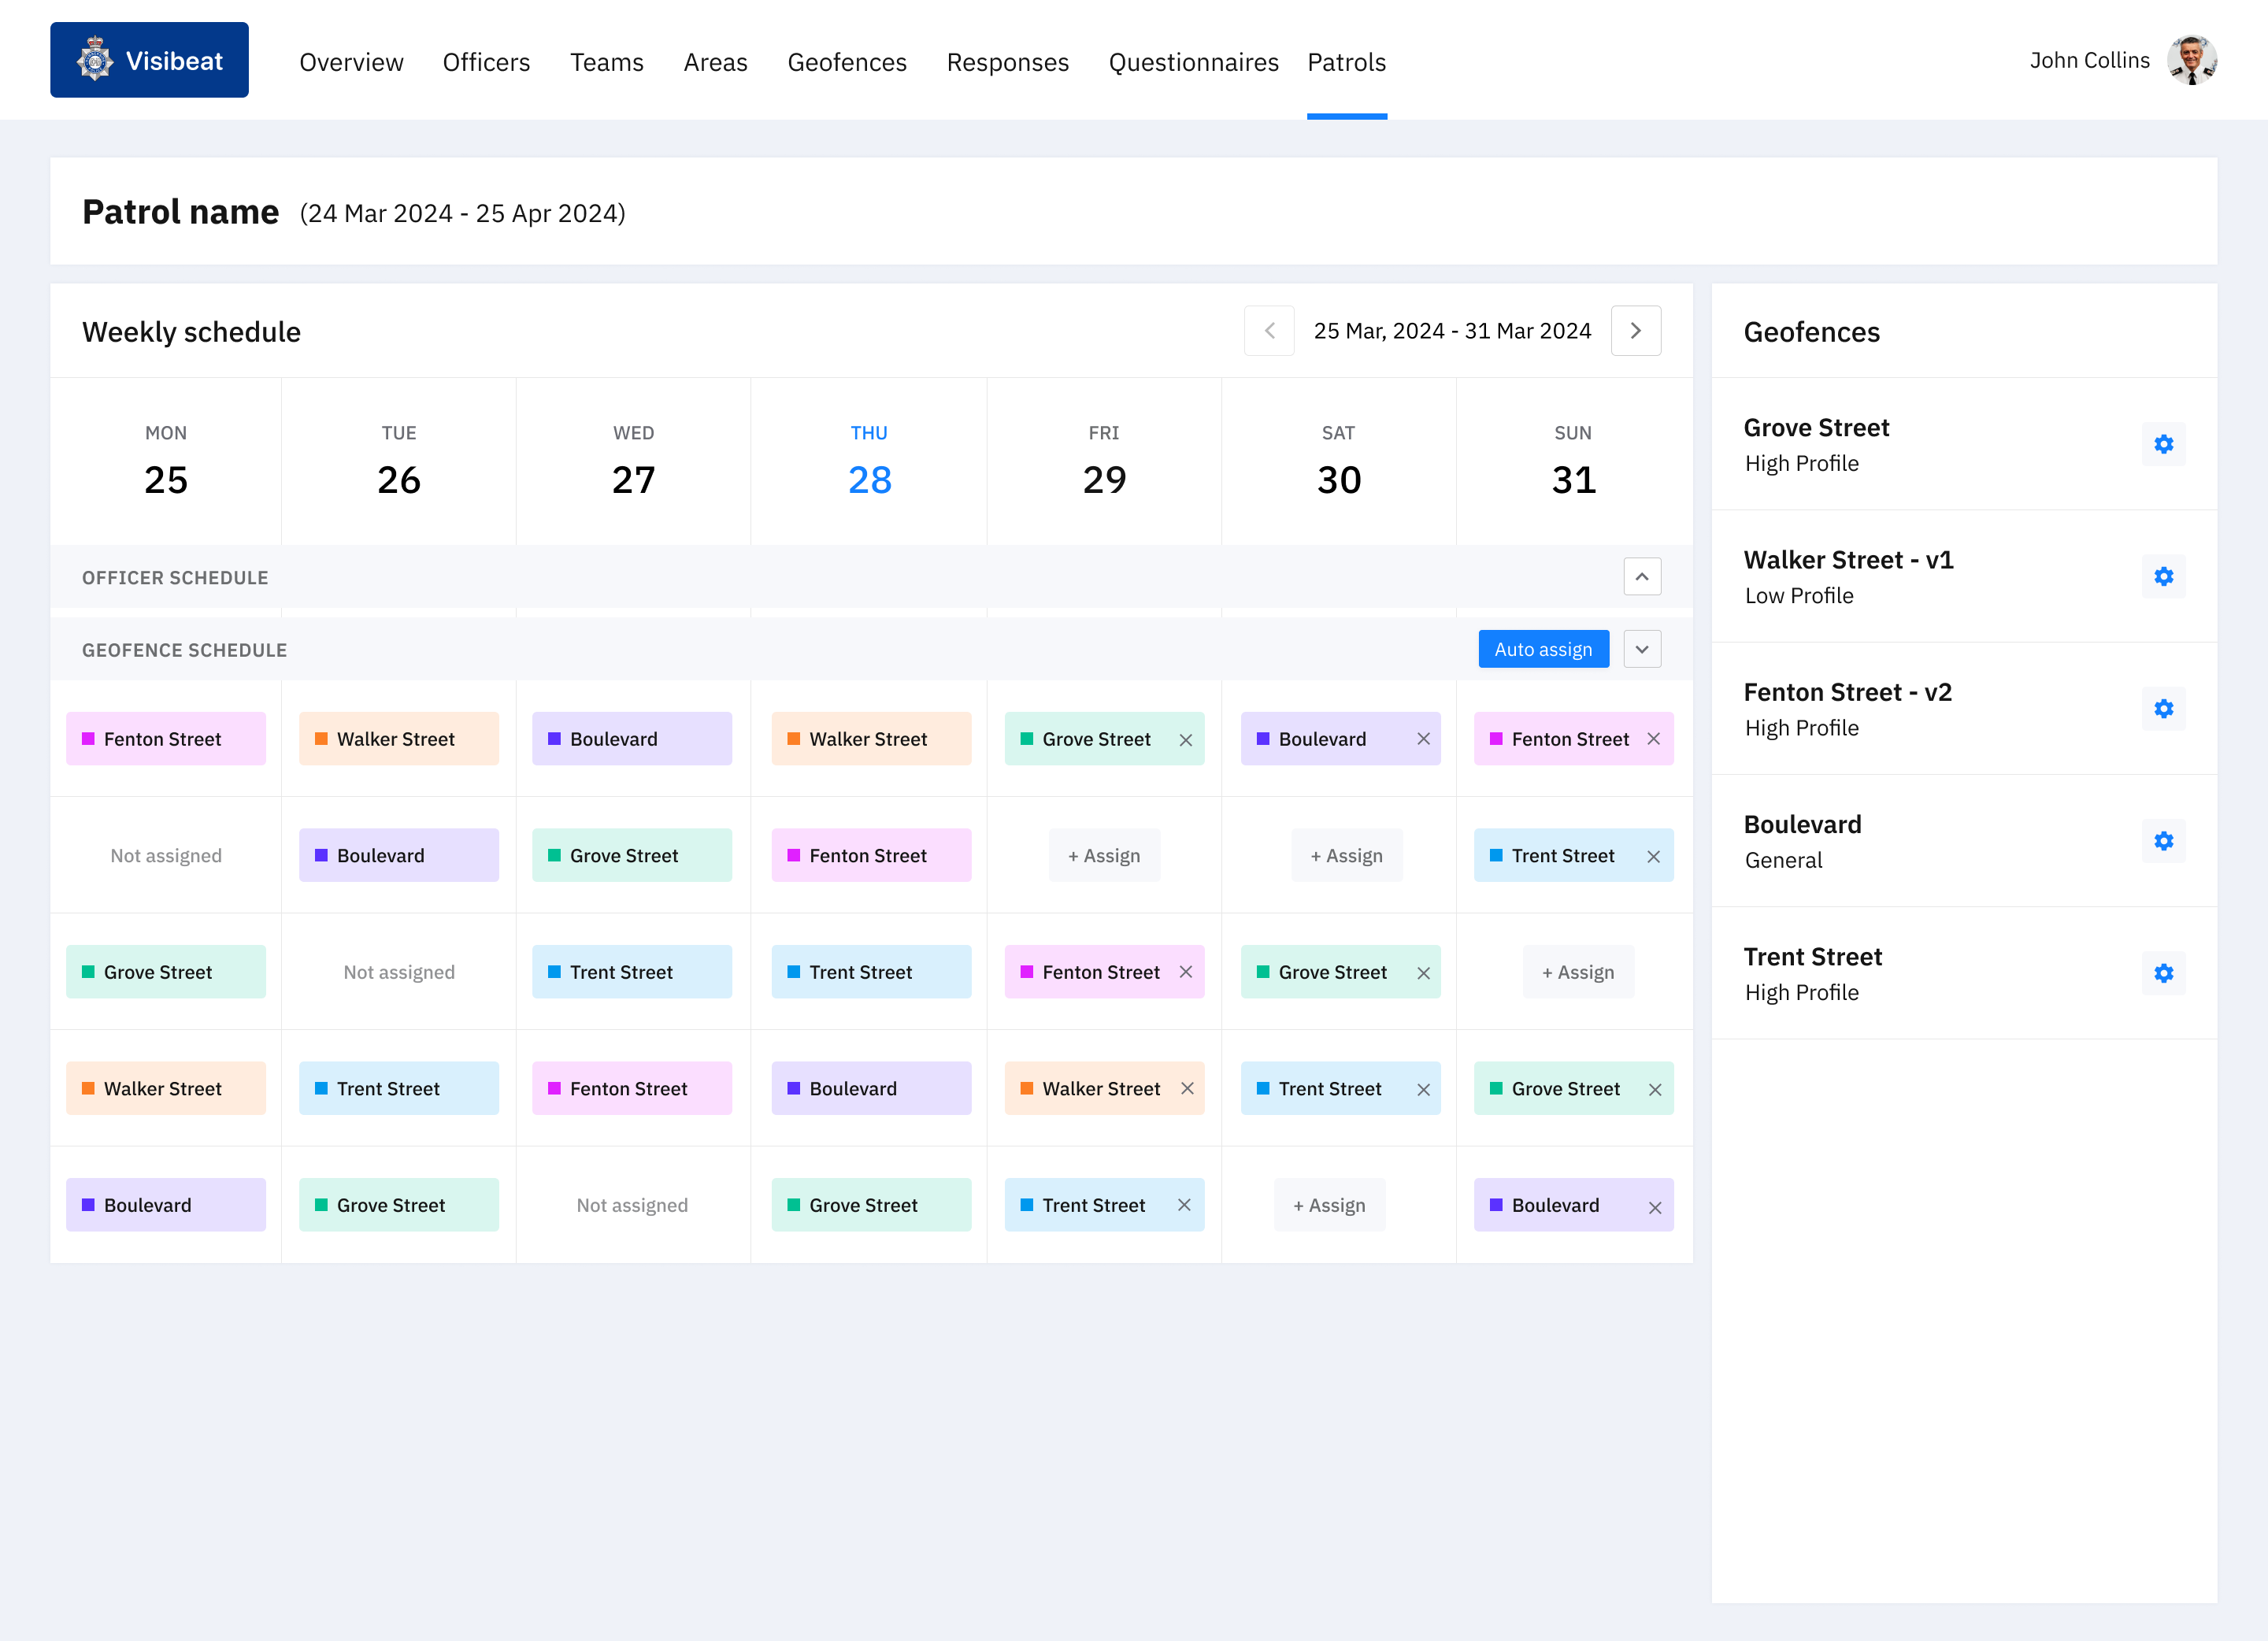 Visibeat
Overview Officers Teams Areas Geofences Responses Questionnaires Patrols
John Collins
Patrol name (24 Mar 2024 - 25 Apr 2024)
Weekly schedule
25 Mar, 2024 - 31 Mar 2024
MON TUE WED THU FRI SAT SUN
25 26 27 28 29 30 31
OFFICER SCHEDULE
GEOFENCE SCHEDULE
Auto assign
Fenton Street Walker Street Boulevard Walker Street Grove Street Boulevard Fenton Street
Not assigned Boulevard Grove Street Fenton Street + Assign + Assign Trent Street
Grove Street Not assigned Trent Street Trent Street Fenton Street Grove Street + Assign
Walker Street Trent Street Fenton Street Boulevard Walker Street Trent Street Grove Street
Boulevard Grove Street Not assigned Grove Street Trent Street + Assign Boulevard
Geofences
Grove Street
High Profile
Walker Street - v1
Low Profile
Fenton Street - v2
High Profile
Boulevard
General
Trent Street
High Profile